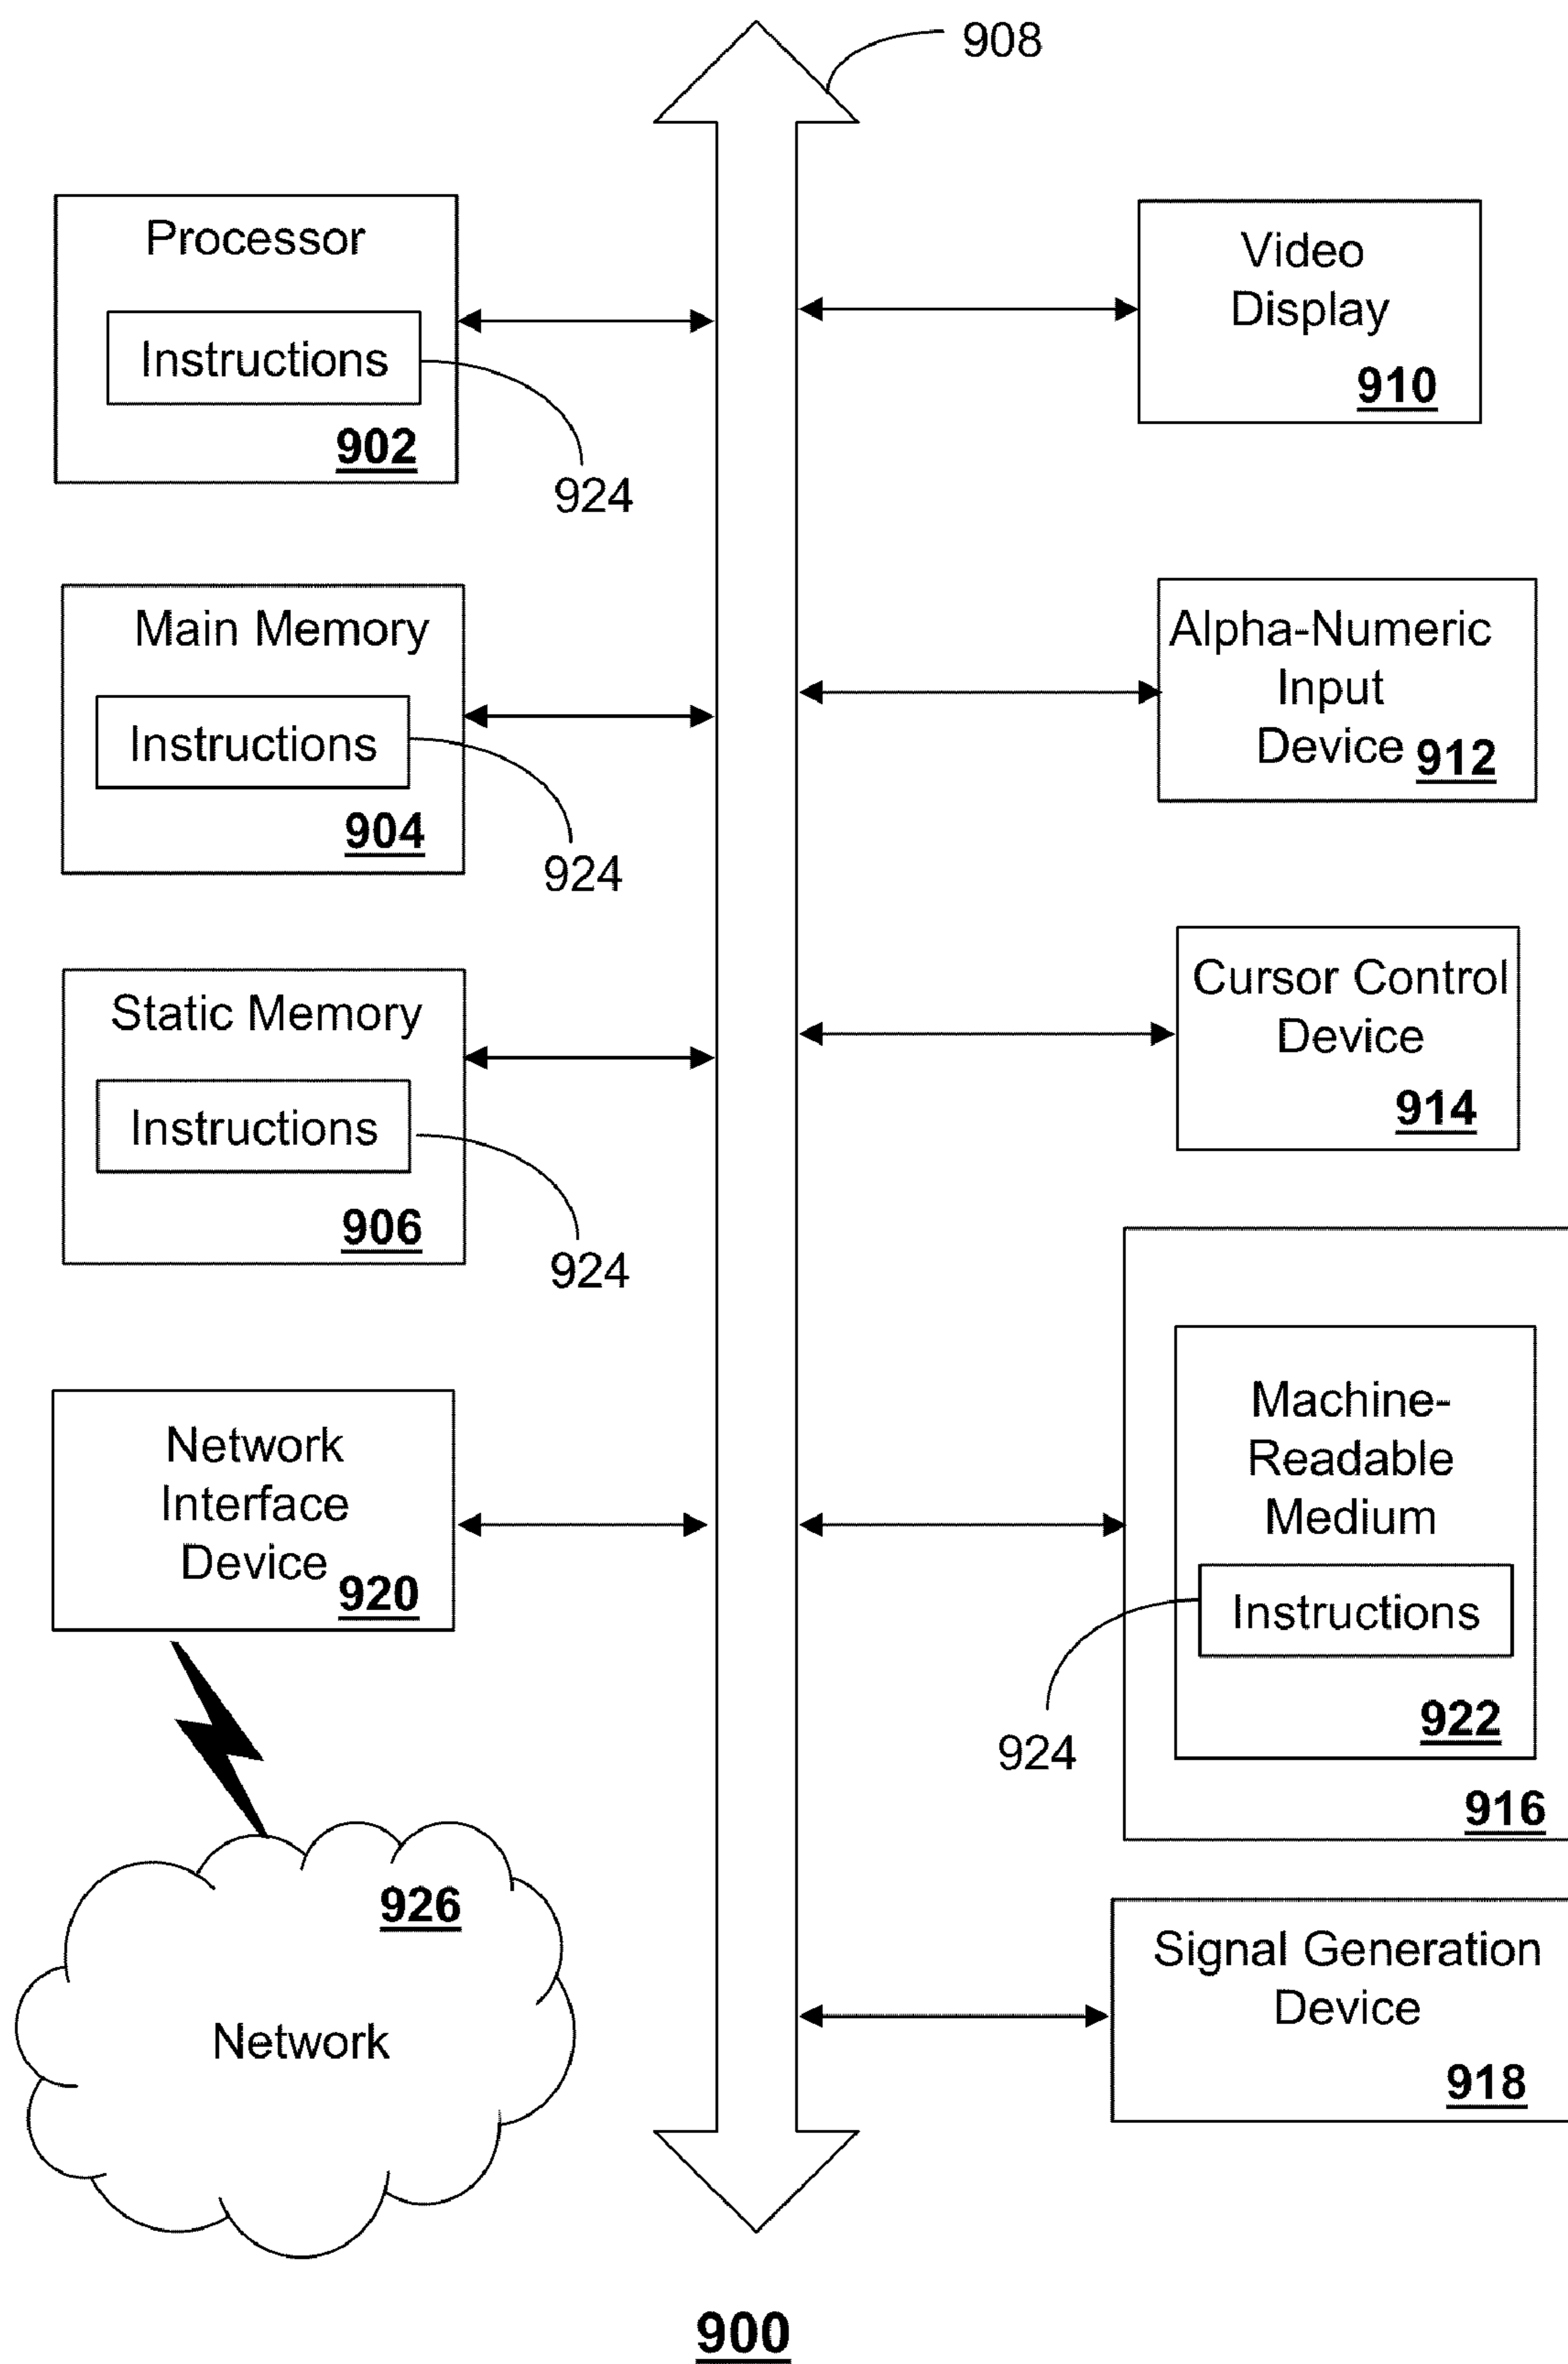 908
Processor
Instructions
902
924
Main Memory
Instructions
904
924
Static Memory
Instructions
906
924
Network
Interface
Device
920
926
Network
Video
Display
910
Alpha-Numeric
Input
Device
912
Cursor Control
Device
914
Machine-
Readable
Medium
Instructions
924
922
916
Signal Generation
Device
918
900